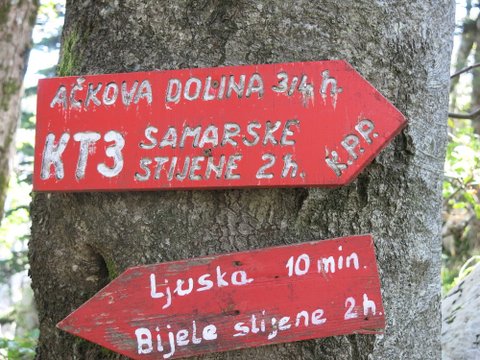 AČKOVA DOLINA 3/4 h.
KT3 SAMARSKE
STIJENE 2 h. K.P.P.
Ljuska 10 min.
Bijele stijene 2h.